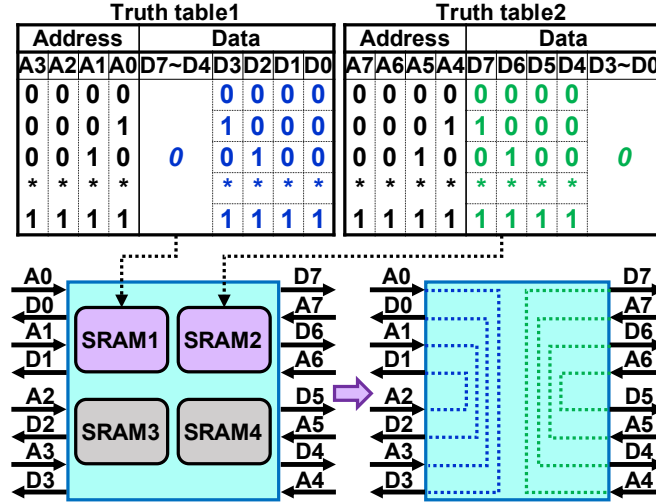 Truth table1 Truth table2
Address Data Address Data
A3 A2 A1 A0 D7~D4 D3 D2 D1 D0 A7 A6 A5 A4 D7 D6 D5 D4 D3~D0
0 0 0 0 0 0 0 0 0 0 0 0 0 0 0 0
0 0 0 1 1 0 0 0 0 0 0 1 1 0 0 0
0 0 1 0 0 0 1 0 0 0 0 1 0 0 1 0 0 0
* * * * * * * * * * * * * * * *
1 1 1 1 1 1 1 1 1 1 1 1 1 1 1 1
A0 D7 A0 D7
D0 A7 D0 A7
A1 SRAM1 SRAM2 D6 A1 D6
D1 A6 D1 A6
A2 D5 A2 D5
D2 SRAM3 SRAM4 A5 D2 A5
A3 D4 A3 D4
D3 A4 D3 A4